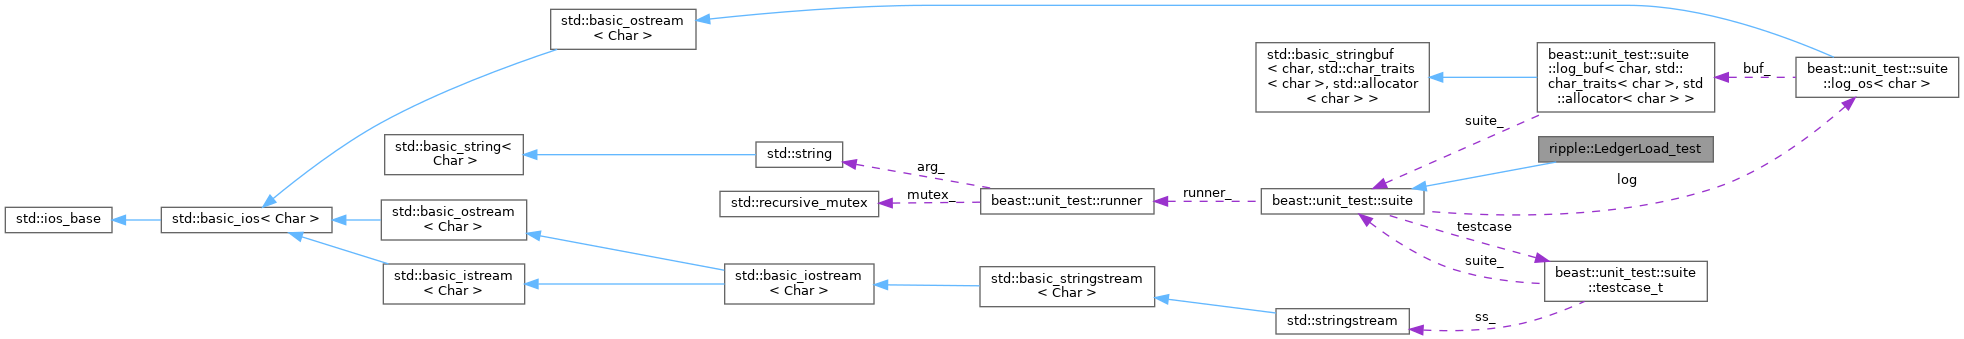 std::basic_ostream
< Char >
std::basic_stringbuf
< char, std::char_traits
< char >, std::allocator
< char > >
beast::unit_test::suite
::log_buf< char, std::
char_traits< char >, std
::allocator< char > >
buf_
beast::unit_test::suite
::log_os< char >
suite_
std::basic_string<
Char >
std::string
ripple::LedgerLoad_test
arg_
log
mutex_
runner_
std::recursive_mutex
beast::unit_test::runner
beast::unit_test::suite
std::ios_base
std::basic_ios< Char >
std::basic_ostream
< Char >
testcase
suite_
std::basic_istream
< Char >
std::basic_iostream
< Char >
std::basic_stringstream
< Char >
beast::unit_test::suite
::testcase_t
ss_
std::stringstream